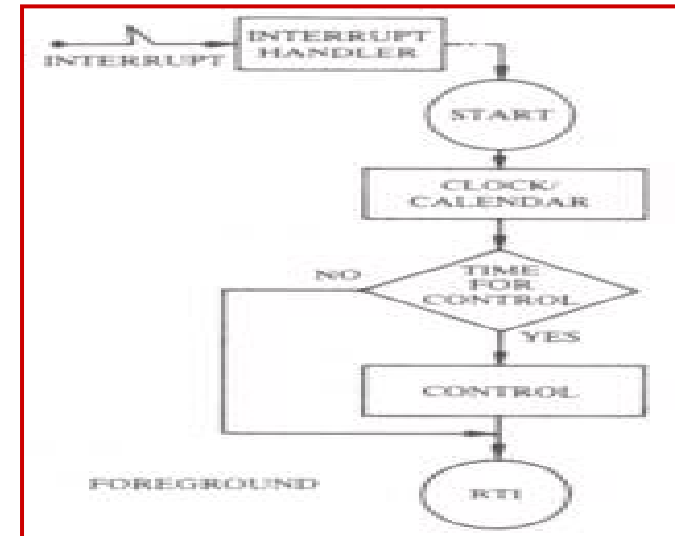 INTERRUPT
INTERRUPT
HANDLER
START
CLOCK/
CALENDAR
TIME
FOR
CONTROL
NO
YES
CONTROL
FOREGROUND
RTI